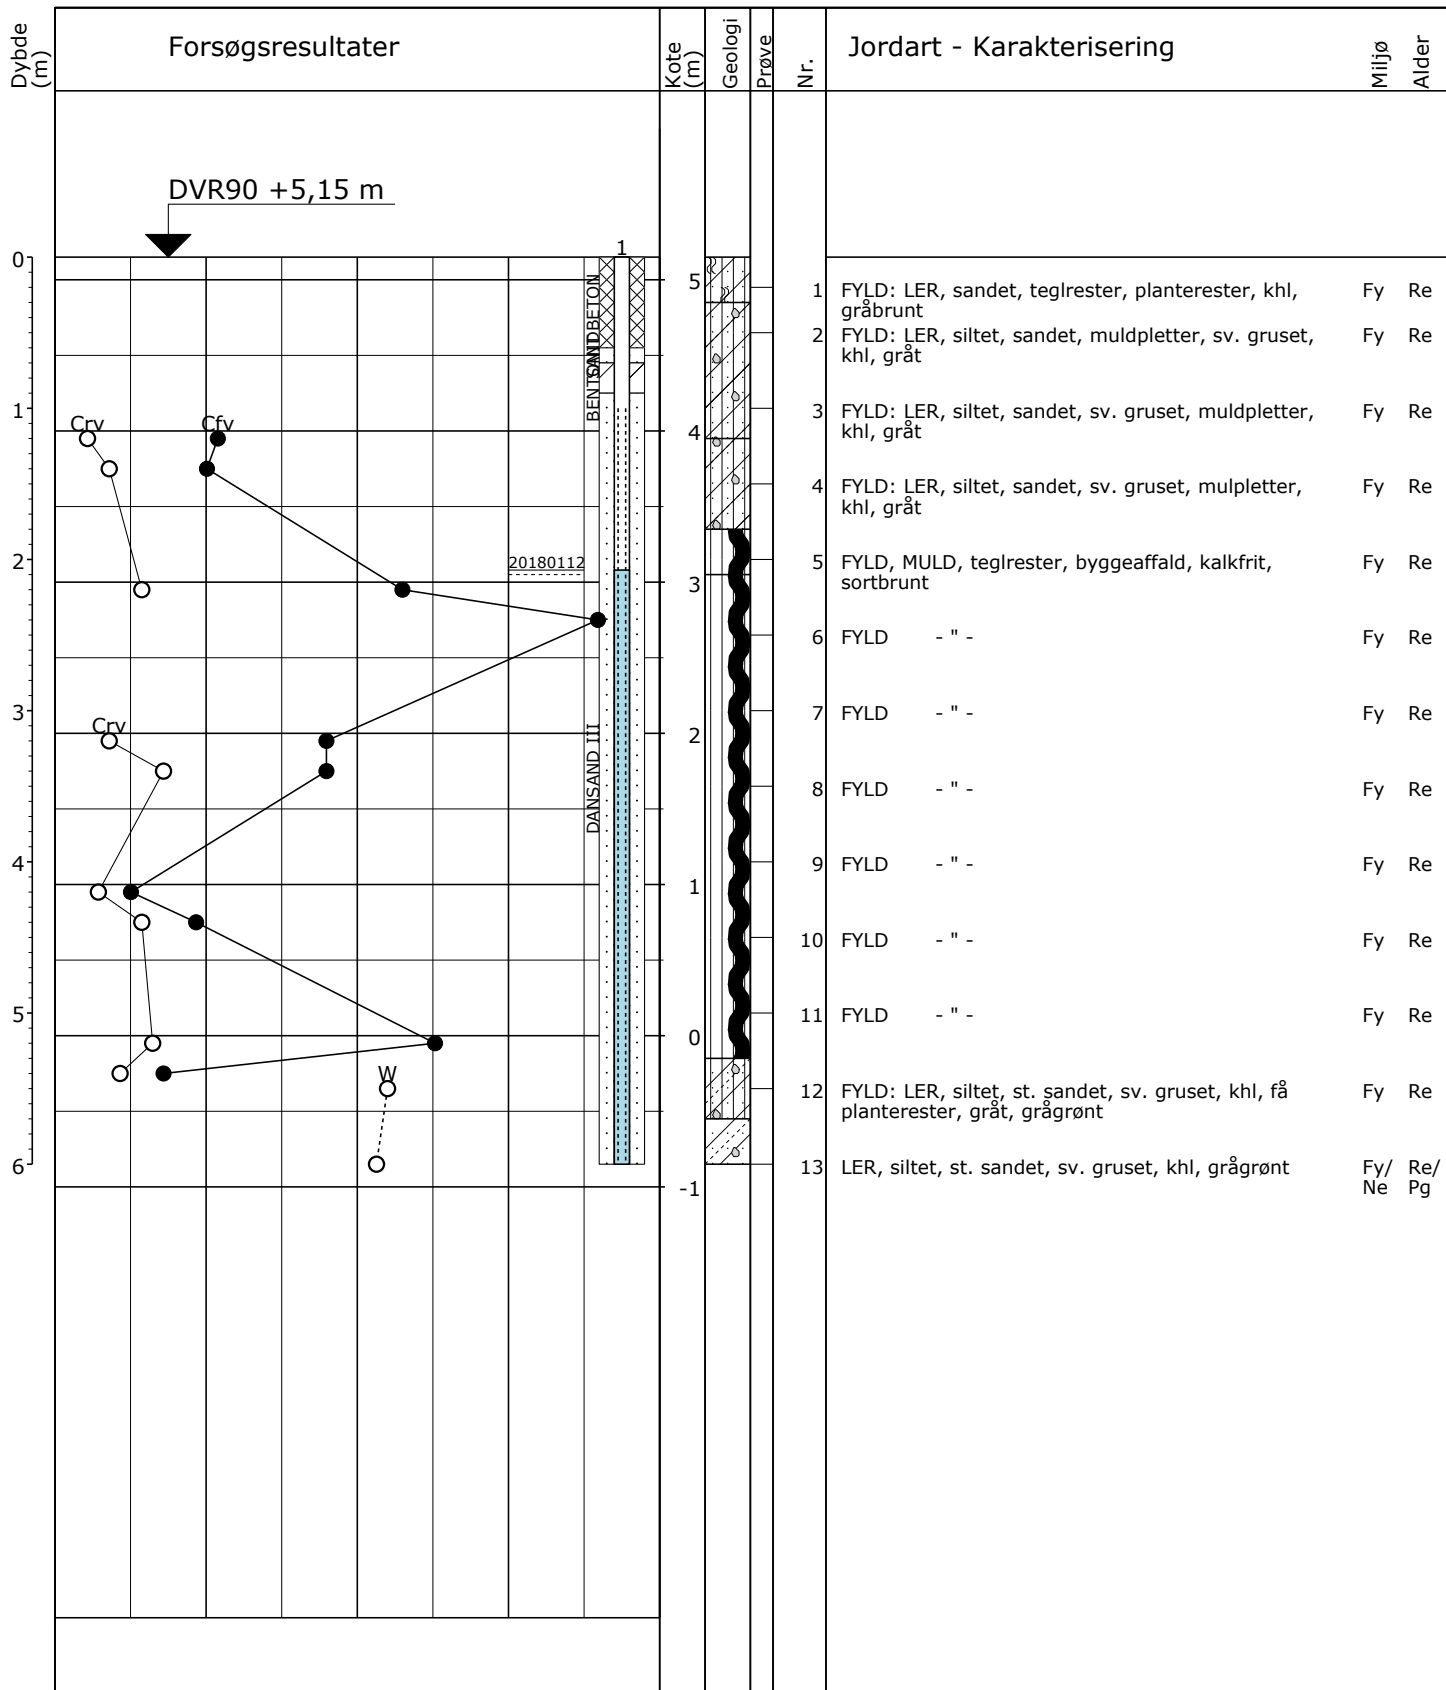 Dybde (m)
Forsøgsresultater
Kote (m)
Geologi
Prøve
Nr.
Jordart - Karakterisering
Miljø
Alder
DVR90 +5,15 m
1
0
1
2
3
4
5
6
Crv
Cfv
Crv
W
20180112
BETON
SAND
BENTONIT
DANSAND III
5
4
3
2
1
0
-1
1 FYLD: LER, sandet, teglrester, planterester, khl, Fy Re
gråbrunt
2 FYLD: LER, siltet, sandet, muldpletter, sv. gruset, Fy Re
khl, gråt
3 FYLD: LER, siltet, sandet, sv. gruset, muldpletter, Fy Re
khl, gråt
4 FYLD: LER, siltet, sandet, sv. gruset, mulpletter, Fy Re
khl, gråt
5 FYLD, MULD, teglrester, byggeaffald, kalkfrit, Fy Re
sortbrunt
6 FYLD - " - Fy Re
7 FYLD - " - Fy Re
8 FYLD - " - Fy Re
9 FYLD - " - Fy Re
10 FYLD - " - Fy Re
11 FYLD - " - Fy Re
12 FYLD: LER, siltet, st. sandet, sv. gruset, khl, få Fy Re
planterester, gråt, grågrønt
13 LER, siltet, st. sandet, sv. gruset, khl, grågrønt Fy/ Re/
Ne Pg